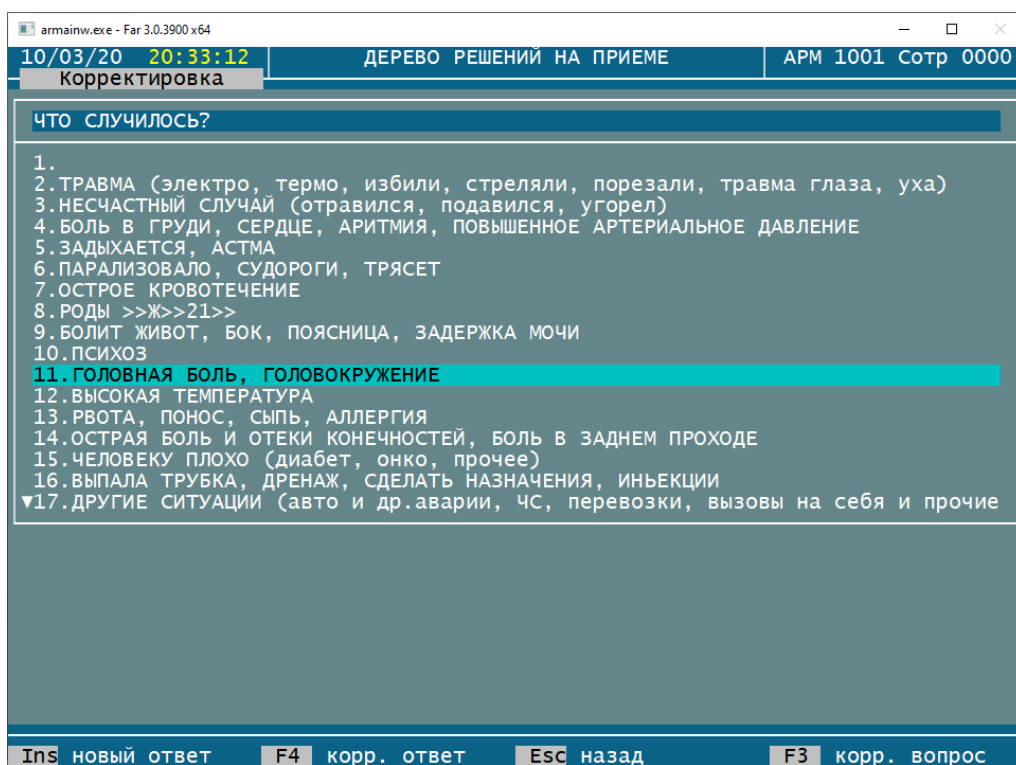 armainw.exe - Far 3.0.3900 x64
10/03/20 20:33:12 ДЕРЕВО РЕШЕНИЙ НА ПРИЕМЕ АРМ 1001 Сотр 0000
Корректировка
ЧТО СЛУЧИЛОСЬ?
1.
2.ТРАВМА (электро, термо, избили, стреляли, порезали, травма глаза, уха)
3.НЕСЧАСТНЫЙ СЛУЧАЙ (отравился, подавился, угорел)
4.БОЛЬ В ГРУДИ, СЕРДЦЕ, АРИТМИЯ, ПОВЫШЕННОЕ АРТЕРИАЛЬНОЕ ДАВЛЕНИЕ
5.ЗАДЫХАЕТСЯ, АСТМА
6.ПАРАЛИЗОВАЛО, СУДОРОГИ, ТРЯСЕТ
7.ОСТРОЕ КРОВОТЕЧЕНИЕ
8.РОДЫ >>Ж>>21>>
9.БОЛИТ ЖИВОТ, БОК, ПОЯСНИЦА, ЗАДЕРЖКА МОЧИ
10.ПСИХОЗ
11.ГОЛОВНАЯ БОЛЬ, ГОЛОВОКРУЖЕНИЕ
12.ВЫСОКАЯ ТЕМПЕРАТУРА
13.РВОТА, ПОНОС, СЫПЬ, АЛЛЕРГИЯ
14.ОСТРАЯ БОЛЬ И ОТЕКИ КОНЕЧНОСТЕЙ, БОЛЬ В ЗАДНЕМ ПРОХОДЕ
15.ЧЕЛОВЕКУ ПЛОХО (диабет, онко, прочее)
16.ВЫПАЛА ТРУБКА, ДРЕНАЖ, СДЕЛАТЬ НАЗНАЧЕНИЯ, ИНЬЕКЦИИ
▼17.ДРУГИЕ СИТУАЦИИ (авто и др.аварии, ЧС, перевозки, вызовы на себя и прочие
Ins новый ответ F4 корр. ответ Esc назад F3 корр. вопрос